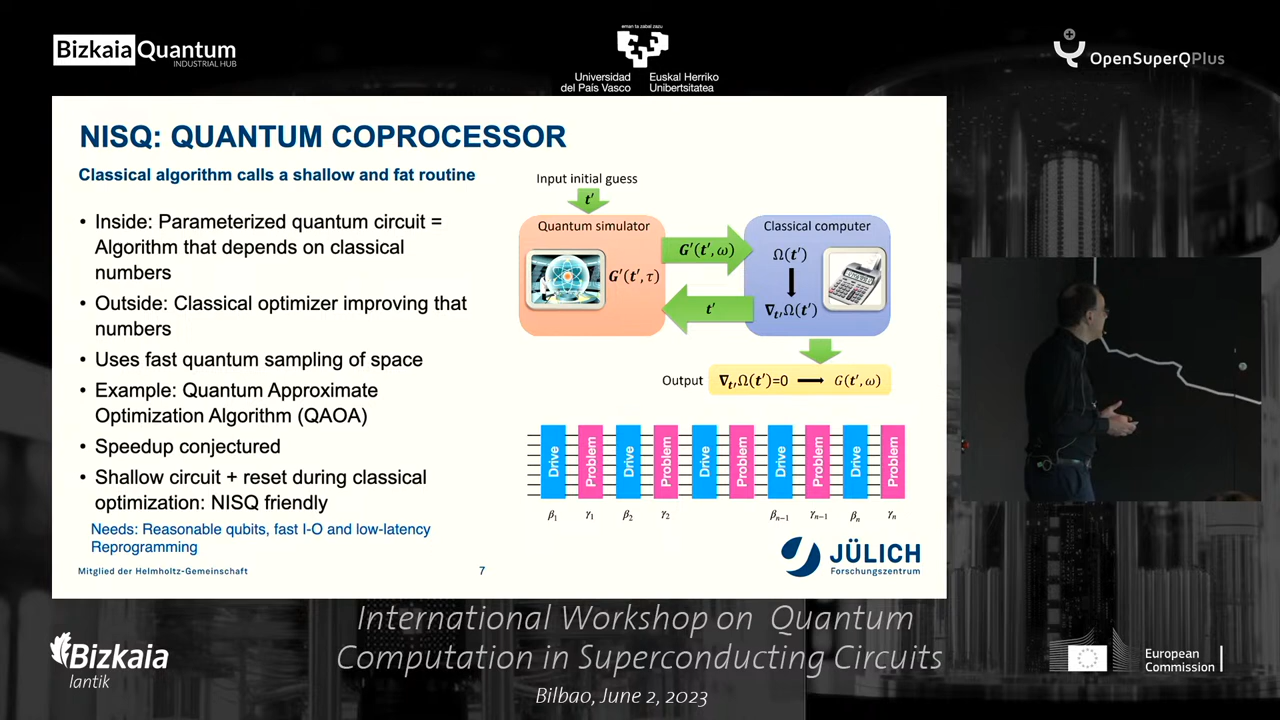 Bizkaia Quantum
INDUSTRIAL HUB
eman ta zabal zazu
Universidad
del País Vasco
Euskal Herriko
Unibertsitatea
OpenSuperQPlus
NISQ: QUANTUM COPROCESSOR
Classical algorithm calls a shallow and fat routine
• Inside: Parameterized quantum circuit =
Algorithm that depends on classical
numbers
• Outside: Classical optimizer improving that
numbers
• Uses fast quantum sampling of space
• Example: Quantum Approximate
Optimization Algorithm (QAOA)
• Speedup conjectured
• Shallow circuit + reset during classical
optimization: NISQ friendly
Needs: Reasonable qubits, fast I-O and low-latency
Reprogramming
Mitglied der Helmholtz-Gemeinschaft
7
Input initial guess
t′
Quantum simulator
G′(t′,τ)
G′(t′,ω)
t′
Classical computer
Ω(t′)
∇t′Ω(t′)
Output
∇t′Ω(t′)=0 → G(t′,ω)
Drive Problem Drive Problem Drive Problem Drive Problem Drive Problem
β1 γ1 β2 γ2 βn−1 γn−1 βn γn
JÜLICH
Forschungszentrum
International Workshop on Quantum
Computation in Superconducting Circuits
Bilbao, June 2, 2023
Bizkaia
lantik
European
Commission